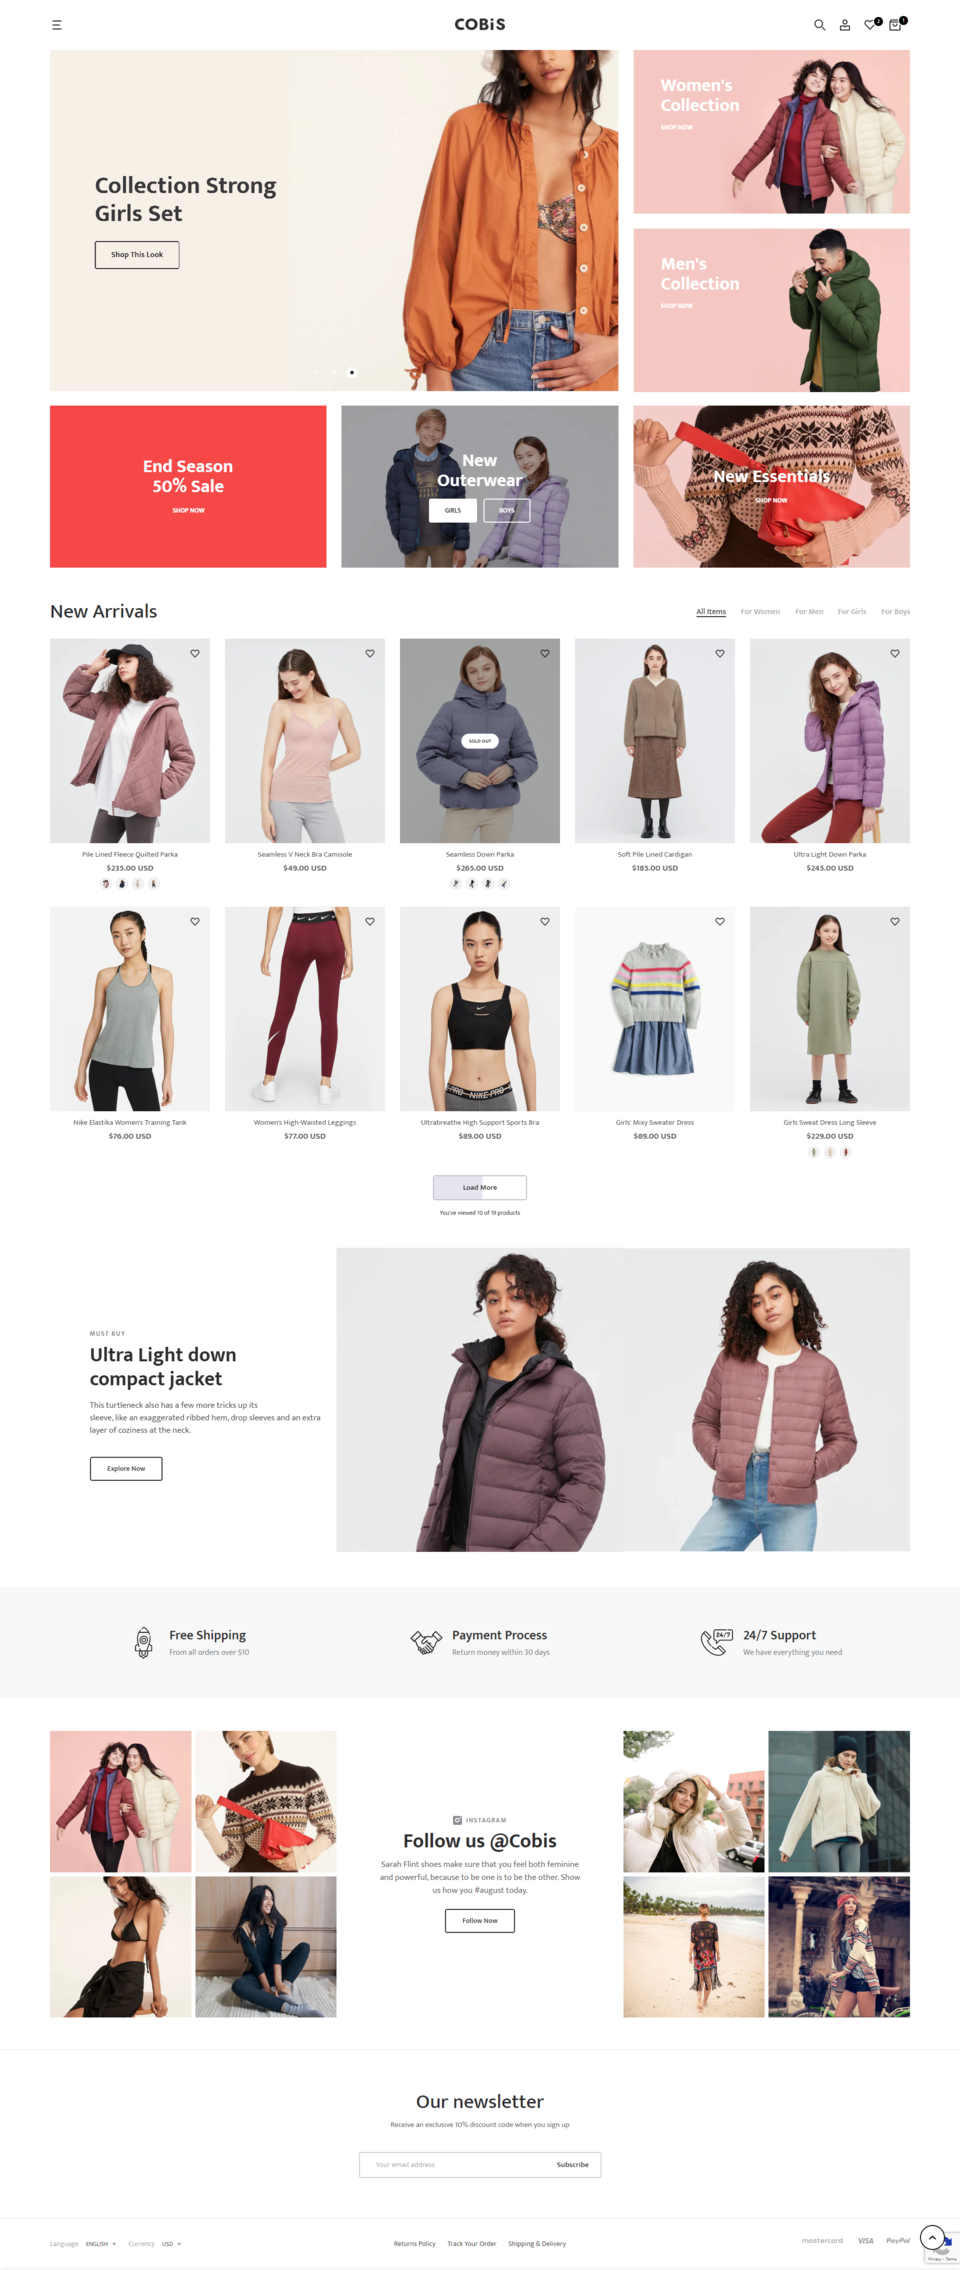 COBiS
2
1
Collection Strong
Girls Set
Shop This Look
Women's
Collection
SHOP NOW
Men's
Collection
SHOP NOW
End Season
50% Sale
SHOP NOW
New
Outerwear
GIRLS
BOYS
New Essentials
SHOP NOW
New Arrivals
All Items
For Women
For Men
For Girls
For Boys
SOLD OUT
Pile Lined Fleece Quilted Parka
$235.00 USD
Seamless V Neck Bra Camisole
$49.00 USD
Seamless Down Parka
$265.00 USD
Soft Pile Lined Cardigan
$185.00 USD
Ultra Light Down Parka
$245.00 USD
NIKE PRO
Nike Elastika Women's Training Tank
$76.00 USD
Women's High-Waisted Leggings
$77.00 USD
Ultrabreathe High Support Sports Bra
$89.00 USD
Girls' Mixy Sweater Dress
$89.00 USD
Girls Sweat Dress Long Sleeve
$229.00 USD
Load More
You've viewed 10 of 19 products
MUST BUY
Ultra Light down
compact jacket
This turtleneck also has a few more tricks up its
sleeve, like an exaggerated ribbed hem, drop sleeves and an extra
layer of coziness at the neck.
Explore Now
Free Shipping
From all orders over $10
Payment Process
Return money within 30 days
24/7
24/7 Support
We have everything you need
INSTAGRAM
Follow us @Cobis
Sarah Flint shoes make sure that you feel both feminine
and powerful, because to be one is to be the other. Show
us how you #august today.
Follow Now
Our newsletter
Receive an exclusive 10% discount code when you sign up
Your email address
Subscribe
Language
ENGLISH
Currency
USD
Returns Policy
Track Your Order
Shipping & Delivery
mastercard
VISA
PayPal
Privacy - Terms